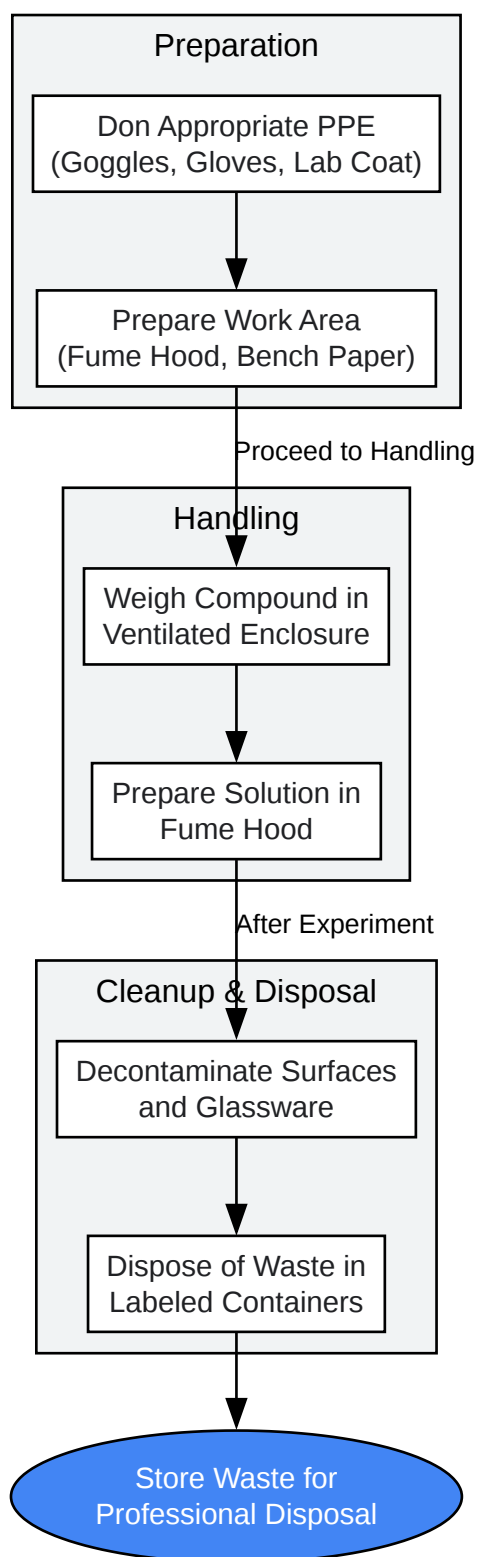 Preparation
Don Appropriate PPE
(Goggles, Gloves, Lab Coat)
Prepare Work Area
(Fume Hood, Bench Paper)
Proceed to Handling
Handling
Weigh Compound in
Ventilated Enclosure
Prepare Solution in
Fume Hood
After Experiment
Cleanup & Disposal
Decontaminate Surfaces
and Glassware
Dispose of Waste in
Labeled Containers
Store Waste for
Professional Disposal